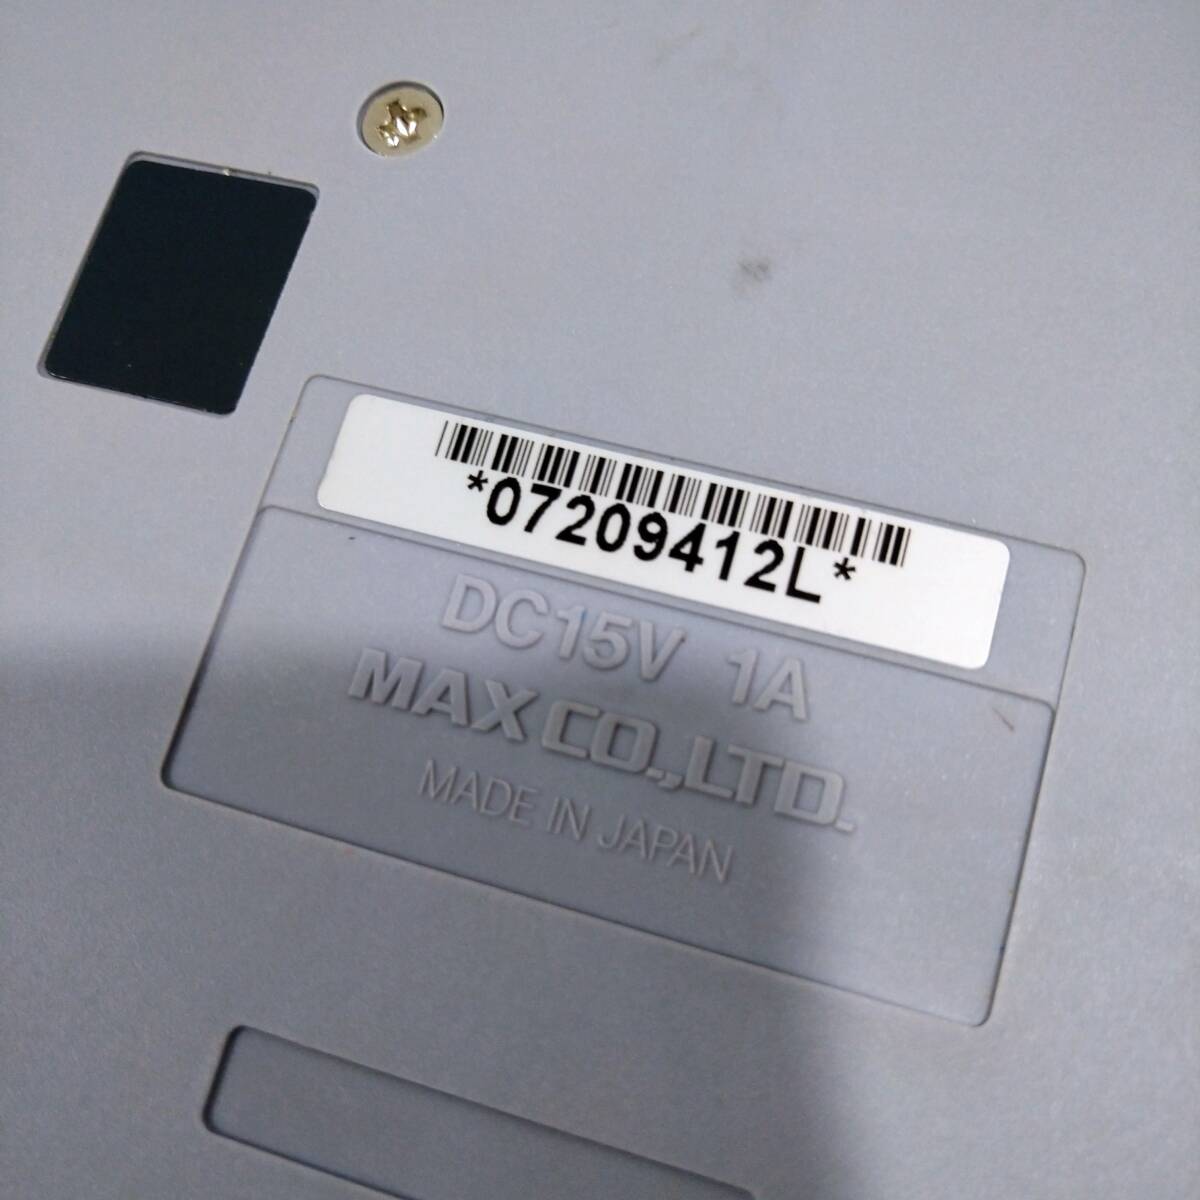 *07209412L*
DC15V 1A
MAX CO.,LTD.
MADE IN JAPAN